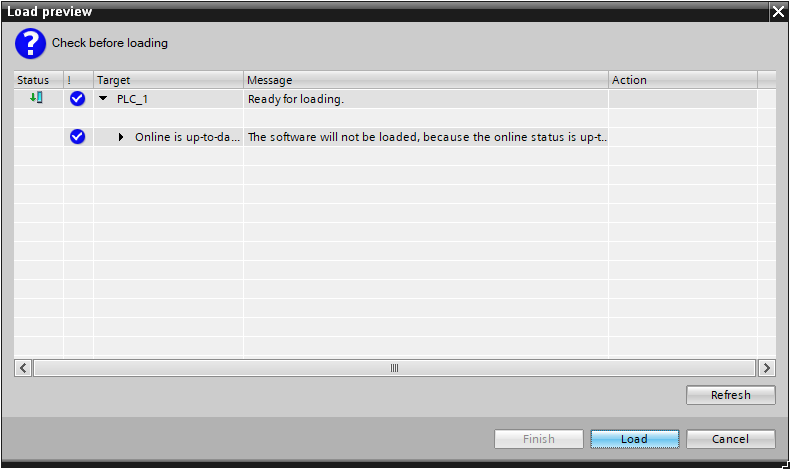 Load preview
Check before loading
Status ! Target Message Action
PLC_1 Ready for loading.
Online is up-to-da... The software will not be loaded, because the online status is up-t..
Refresh
Finish Load Cancel